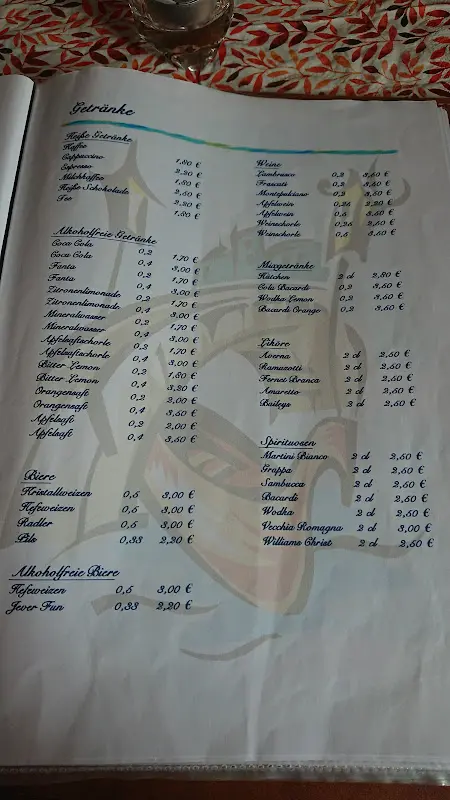 Getränke
Heiße Getränke
Kaffee 1,80 €
Cappuccino 2,20 €
Espresso 1,80 €
Milchkaffee 2,50 €
Heiße Schokolade 2,20 €
Tee 1,80 €
Alkoholfreie Getränke
Coca Cola 0,2 1,70 €
Coca Cola 0,4 3,00 €
Fanta 0,2 1,70 €
Fanta 0,4 3,00 €
Zitronenlimonade 0,2 1,70 €
Zitronenlimonade 0,4 3,00 €
Mineralwasser 0,2 1,70 €
Mineralwasser 0,4 3,00 €
Apfelsaftschorle 0,2 1,70 €
Apfelsaftschorle 0,4 3,00 €
Bitter Lemon 0,2 1,80 €
Bitter Lemon 0,4 3,20 €
Orangensaft 0,2 2,00 €
Orangensaft 0,4 3,50 €
Apfelsaft 0,2 2,00 €
Apfelsaft 0,4 3,50 €
Biere
Kristallweizen 0,5 3,00 €
Hefeweizen 0,5 3,00 €
Radler 0,5 3,00 €
Pils 0,33 2,20 €
Alkoholfreie Biere
Hefeweizen 0,5 3,00 €
Jever Fun 0,33 2,20 €
Weine
Lambrusco 0,2 3,50 €
Frascati 0,2 3,50 €
Montepulciano 0,2 3,50 €
Apfelwein 0,25 2,20 €
Apfelwein 0,5 3,50 €
Weinschorle 0,25 2,50 €
Weinschorle 0,5 3,50 €
Mixgetränke
Hütchen 2 cl 2,80 €
Cola Bacardi 0,2 3,50 €
Wodka Lemon 0,2 3,50 €
Bacardi Orange 0,2 3,50 €
Liköre
Averna 2 cl 2,50 €
Ramazotti 2 cl 2,50 €
Fernet Branca 2 cl 2,50 €
Amaretto 2 cl 2,50 €
Baileys 2 cl 2,50 €
Spirituosen
Martini Bianco 2 cl 2,50 €
Grappa 2 cl 2,50 €
Sambucca 2 cl 2,50 €
Bacardi 2 cl 2,50 €
Wodka 2 cl 2,50 €
Vecchia Romagna 2 cl 3,00 €
Williams Christ 2 cl 2,50 €